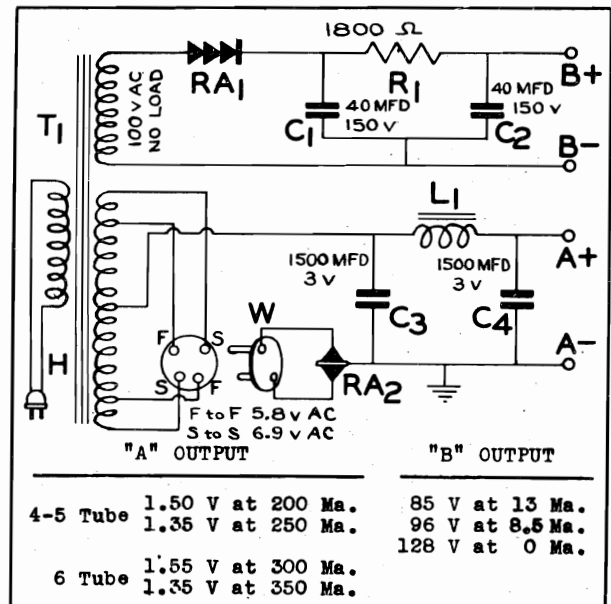 1800 Ω
RA1
R1
B+
100 V AC
NO LOAD
40 MFD
150 V
C1
40 MFD
150 V
C2
T1
B-
L1
A+
1500 MFD
3 V
1500 MFD
3 V
W
C3
C4
F
S
H
S
F
RA2
A-
F to F 5.8 v AC
S to S 6.9 v AC
"A" OUTPUT
"B" OUTPUT
4-5 Tube
1.50 V at 200 Ma.
1.35 V at 250 Ma.
85 V at 13 Ma.
96 V at 8.5 Ma.
128 V at 0 Ma.
6 Tube
1.55 V at 300 Ma.
1.35 V at 350 Ma.